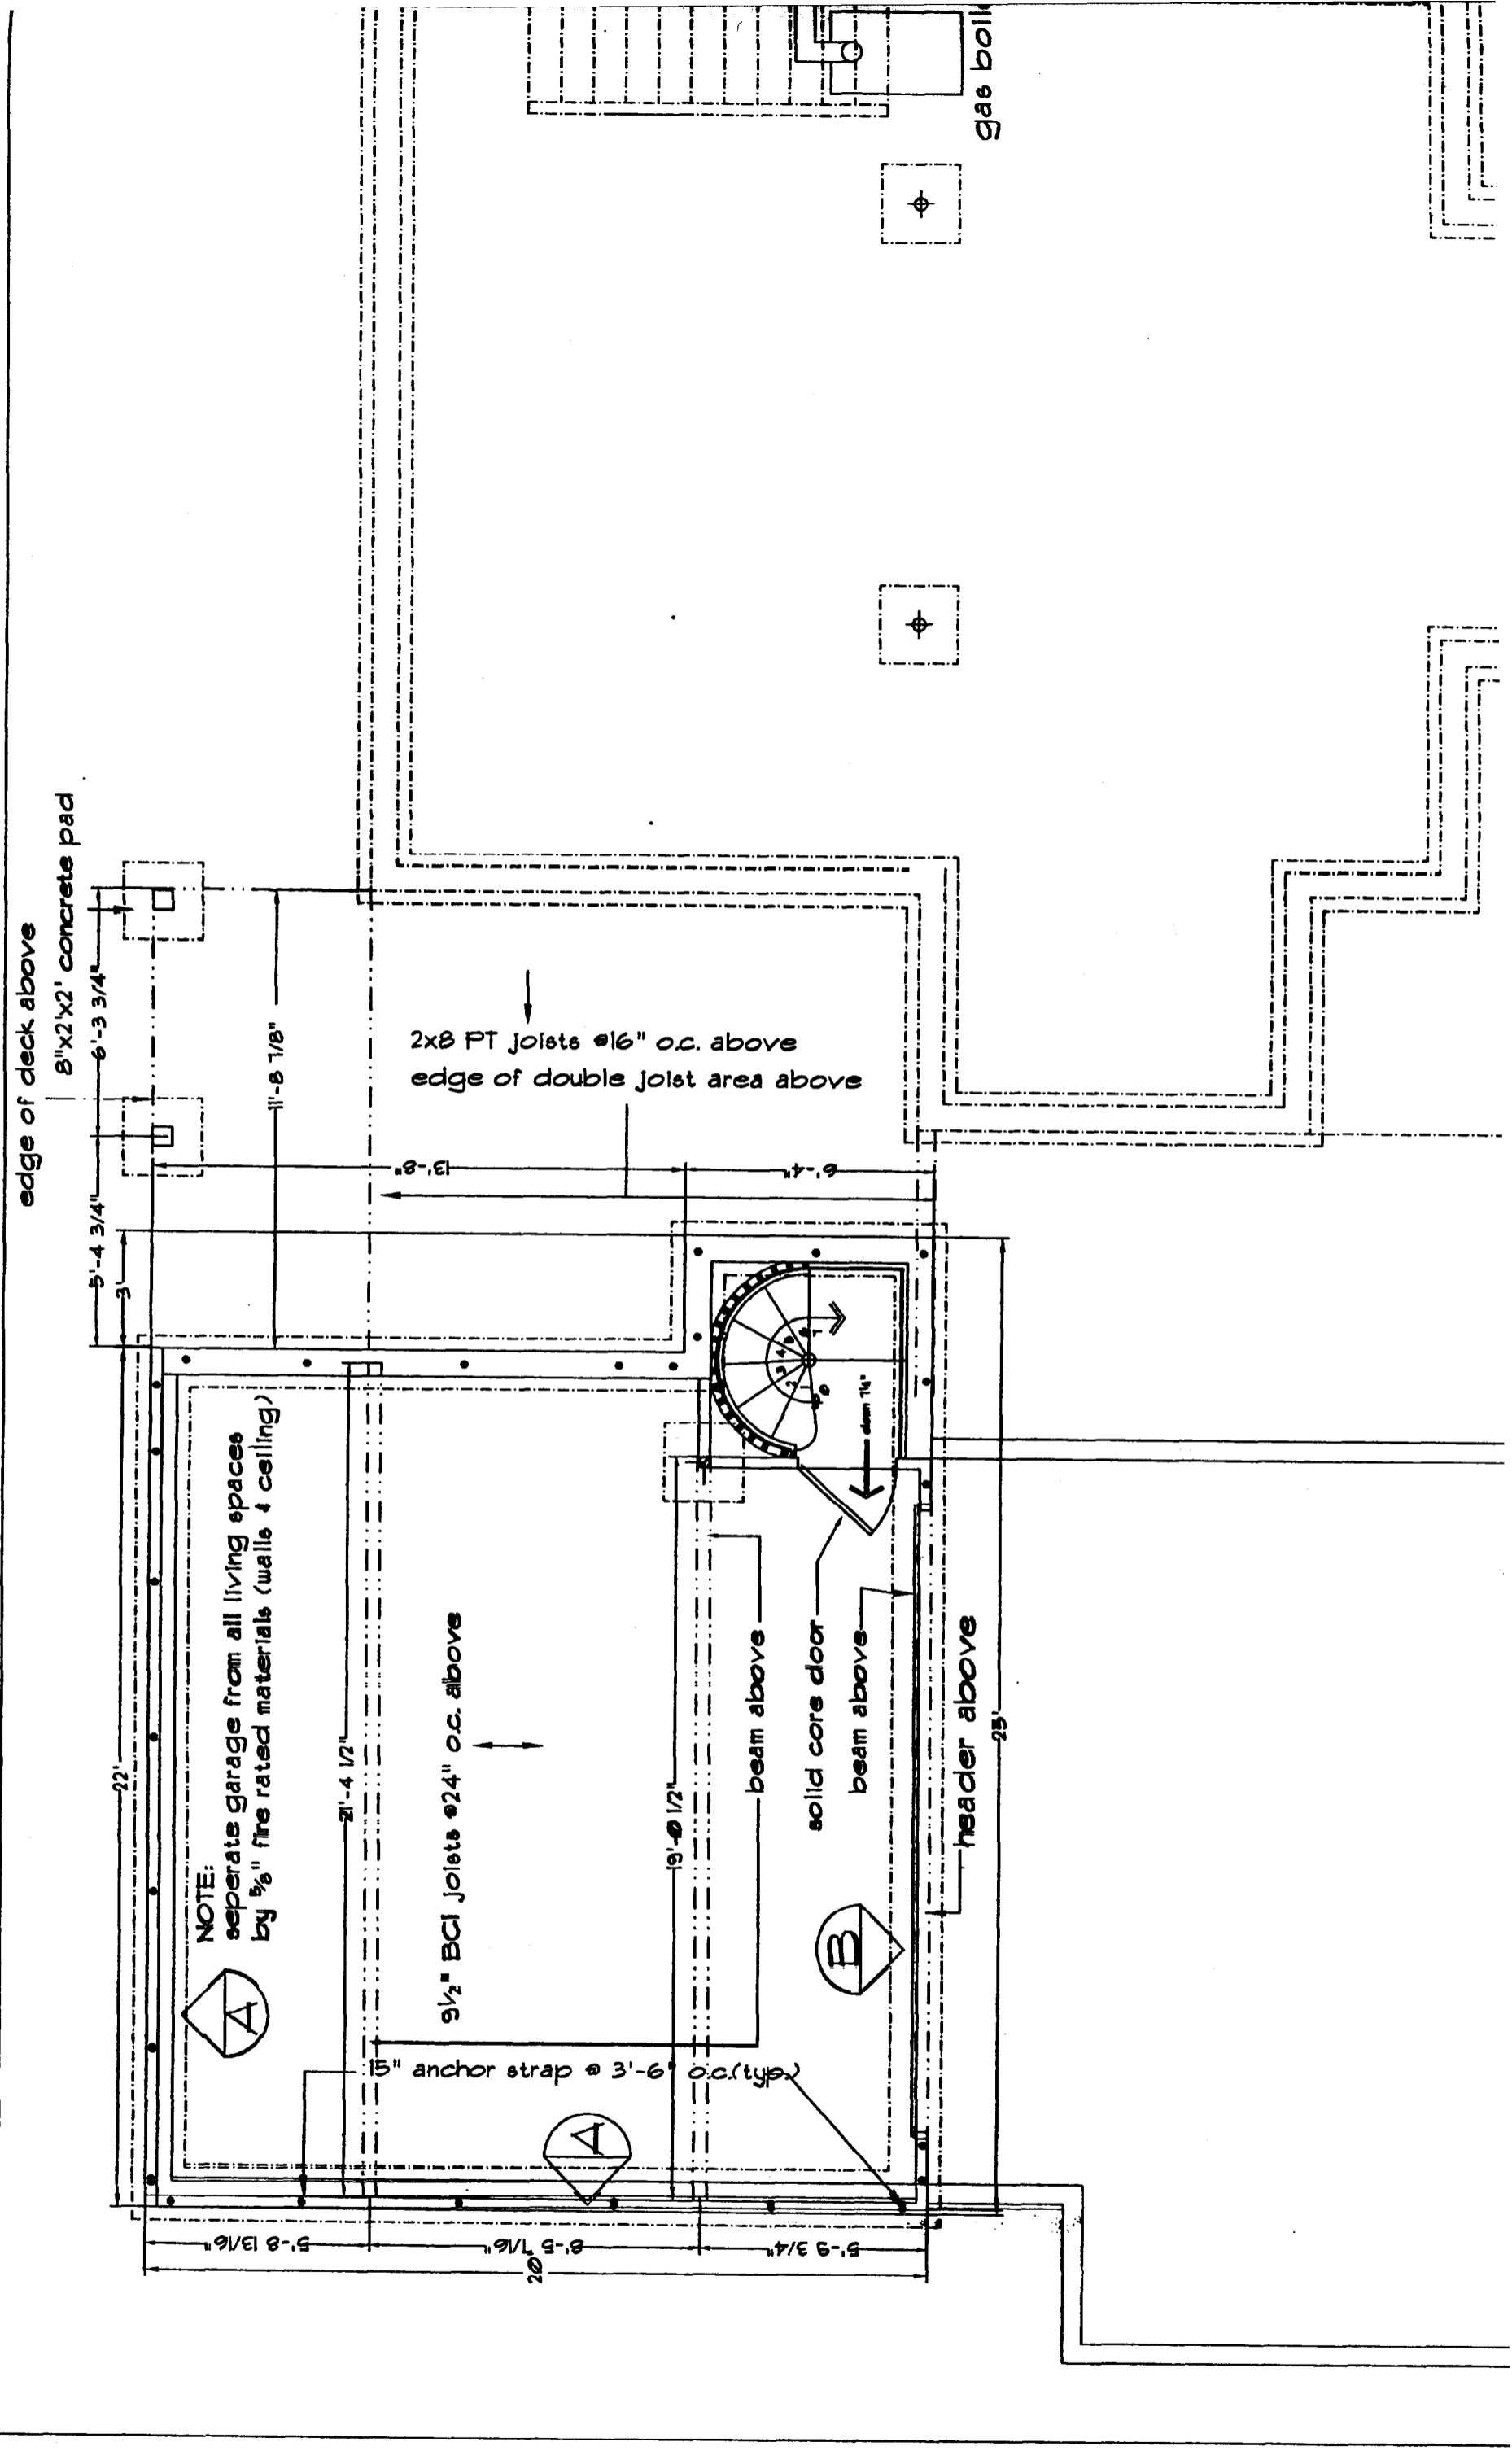 edge of deck above
8"x2'x2' concrete pad
5'-4 3/4"
6'-3 3/4"
3'
11'-8 7/8"
2x8 PT joists @16" o.c. above
edge of double joist area above
13'-8"
6'-4"
gas boil
22'
NOTE:
seperate garage from all living spaces
by 5/8" fire rated materials (walls & ceiling)
A
21'-4 1/2"
9 1/2" BCI joists @24" o.c. above
19'-0 1/2"
beam above
solid core door
beam above
B
header above
23'
down 7 1/4"
15" anchor strap @ 3'-6" o.c.(typ.)
A
5'-8 13/16"
8'-5 7/16"
5'-9 3/4"
20'